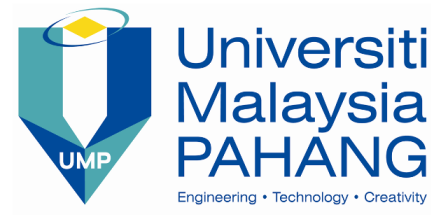 UMP
Universiti
Malaysia
PAHANG
Engineering • Technology • Creativity